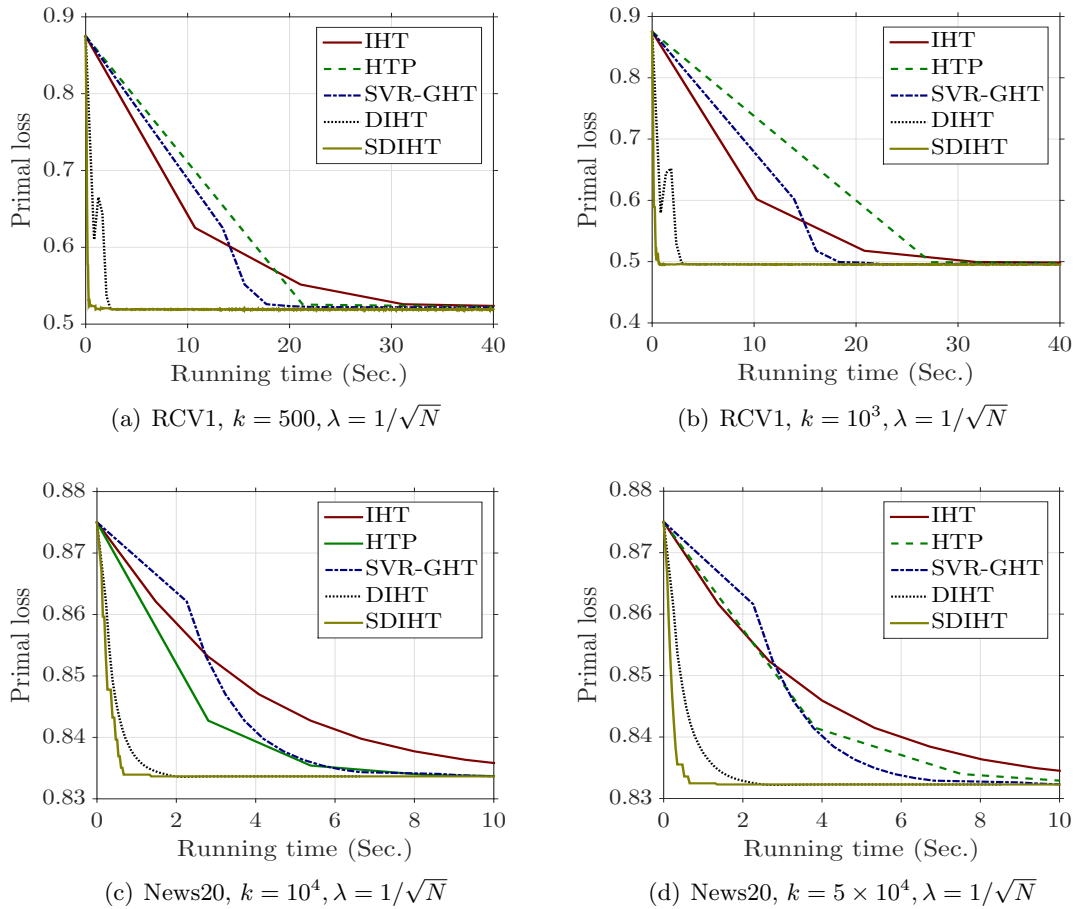 0.9
0.8
0.7
0.6
0.5
Primal loss
IHT
HTP
SVR-GHT
DIHT
SDIHT
0 10 20 30 40
Running time (Sec.)
(a) RCV1, k = 500, λ = 1/√N
0.9
0.8
0.7
0.6
0.5
0.4
Primal loss
IHT
HTP
SVR-GHT
DIHT
SDIHT
0 10 20 30 40
Running time (Sec.)
(b) RCV1, k = 10³, λ = 1/√N
0.88
0.87
0.86
0.85
0.84
0.83
Primal loss
IHT
HTP
SVR-GHT
DIHT
SDIHT
0 2 4 6 8 10
Running time (Sec.)
(c) News20, k = 10⁴, λ = 1/√N
0.88
0.87
0.86
0.85
0.84
0.83
Primal loss
IHT
HTP
SVR-GHT
DIHT
SDIHT
0 2 4 6 8 10
Running time (Sec.)
(d) News20, k = 5 × 10⁴, λ = 1/√N